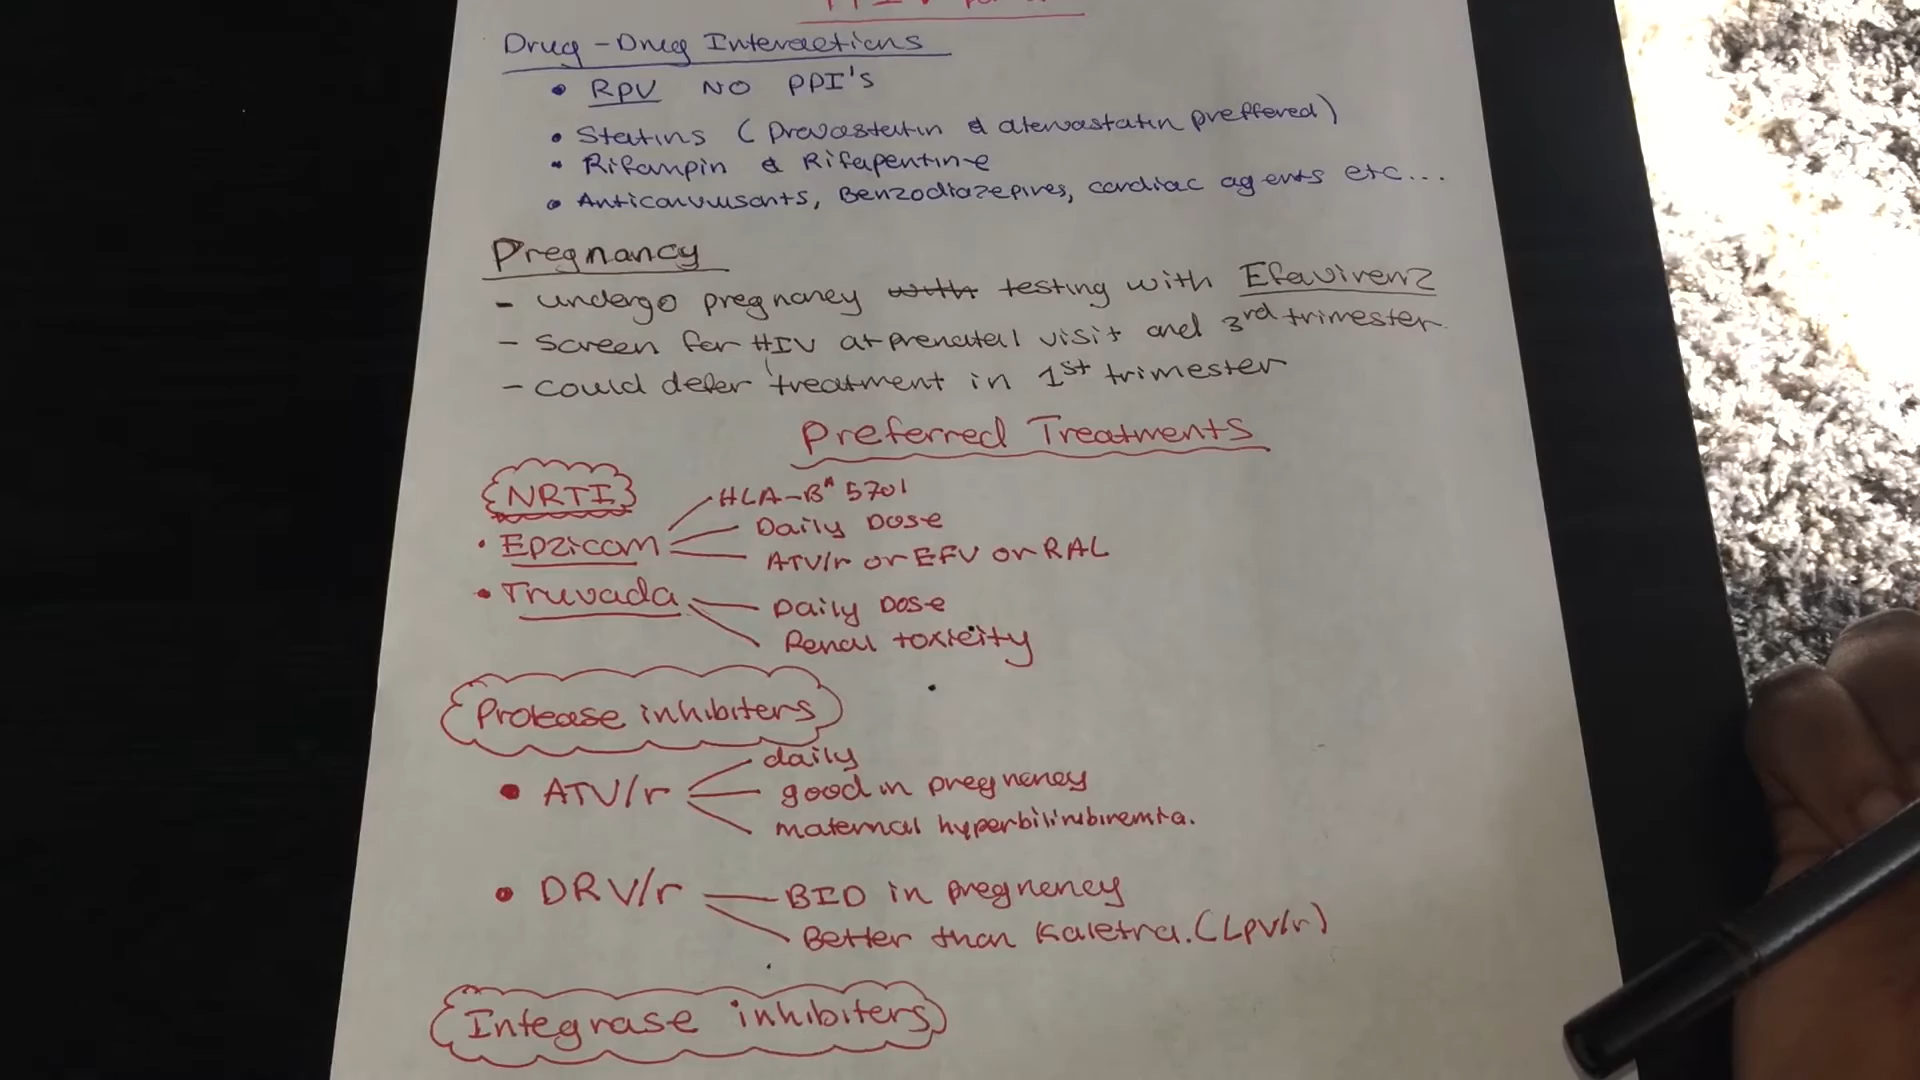 Drug-Drug Interactions
• RPV NO PPI's
• Statins (Pravastatin & atorvastatin preffered)
• Rifampin & Rifapentine
• Anticonvulsants, Benzodiazepines, cardiac agents etc...
Pregnancy
- undergo pregnancy with testing with Efavirenz
- Screen for HIV at prenatal visit and 3rd trimester.
- could defer treatment in 1st trimester
Preferred Treatments
NRTI
HLA-B* 5701
Daily Dose
• Epzicom
ATV/r or EFV or RAL
• Truvada
Daily Dose
Renal toxicity
Protease inhibiters
daily
• ATV/r
good in pregnancy
maternal hyperbilirubinemia.
• DRV/r
BID in pregnency
Better than Kaletra. (LPV/r)
Integrase inhibiters